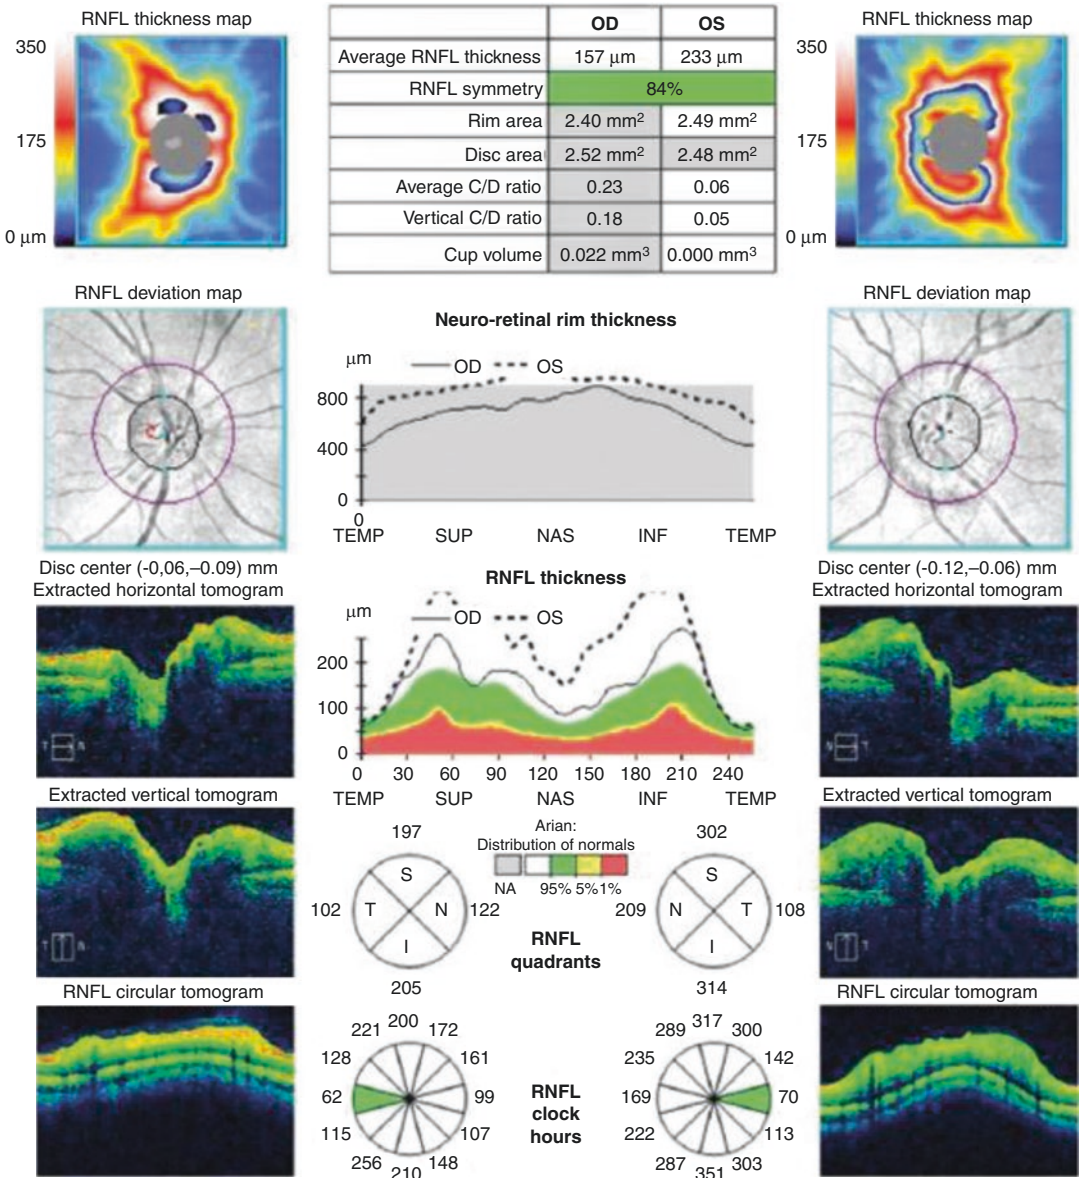 RNFL thickness map
350
175
0 μm
OD OS
Average RNFL thickness 157 μm 233 μm
RNFL symmetry 84%
Rim area 2.40 mm² 2.49 mm²
Disc area 2.52 mm² 2.48 mm²
Average C/D ratio 0.23 0.06
Vertical C/D ratio 0.18 0.05
Cup volume 0.022 mm³ 0.000 mm³
RNFL thickness map
350
175
0 μm
RNFL deviation map
Disc center (-0,06,–0.09) mm
Extracted horizontal tomogram
T N
Extracted vertical tomogram
T N
RNFL circular tomogram
Neuro-retinal rim thickness
μm
OD OS
800
400
0
0
TEMP SUP NAS INF TEMP
RNFL thickness
μm
OD OS
200
100
0
0 30 60 90 120 150 180 210 240
TEMP SUP NAS INF TEMP
Arian:
Distribution of normals
NA 95% 5% 1%
197
S
102 T N 122
I
205
302
S
209 N T 108
I
314
RNFL
quadrants
221 200 172
128 161
62 99
115 107
256 210 148
RNFL
clock
hours
289 317 300
235 142
169 70
222 113
287 351 303
RNFL deviation map
Disc center (-0.12,–0.06) mm
Extracted horizontal tomogram
T N
Extracted vertical tomogram
T N
RNFL circular tomogram